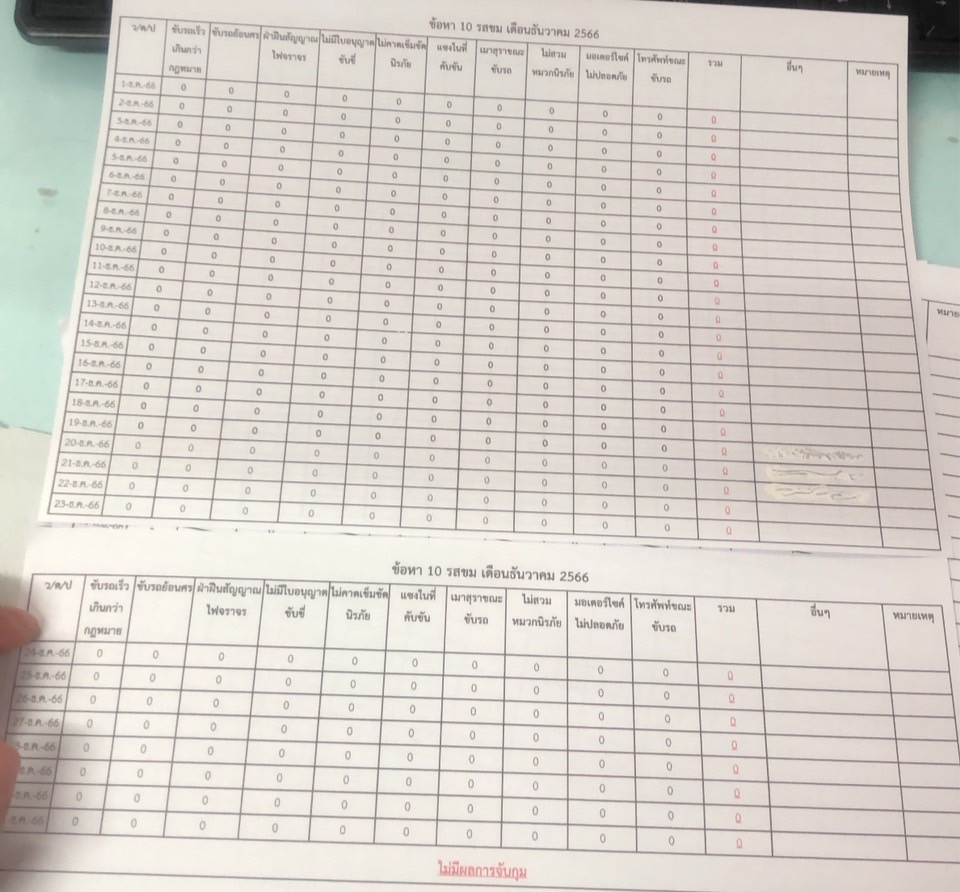 ข้อหา 10 รสขม เดือนธันวาคม 2566
ว/ด/ป ขับรถเร็วเกินกว่ากฎหมาย ขับรถย้อนศร ฝ่าฝืนสัญญาณไฟจราจร ไม่มีใบอนุญาตขับขี่ ไม่คาดเข็มขัดนิรภัย แซงในที่คับขัน เมาสุราขณะขับรถ ไม่สวมหมวกนิรภัย มอเตอร์ไซค์ไม่ปลอดภัย โทรศัพท์ขณะขับรถ รวม อื่นๆ หมายเหตุ
1-ธ.ค.-66 0 0 0 0 0 0 0 0 0 0 0
2-ธ.ค.-66 0 0 0 0 0 0 0 0 0 0 0
3-ธ.ค.-66 0 0 0 0 0 0 0 0 0 0 0
4-ธ.ค.-66 0 0 0 0 0 0 0 0 0 0 0
5-ธ.ค.-66 0 0 0 0 0 0 0 0 0 0 0
6-ธ.ค.-66 0 0 0 0 0 0 0 0 0 0 0
7-ธ.ค.-66 0 0 0 0 0 0 0 0 0 0 0
8-ธ.ค.-66 0 0 0 0 0 0 0 0 0 0 0
9-ธ.ค.-66 0 0 0 0 0 0 0 0 0 0 0
10-ธ.ค.-66 0 0 0 0 0 0 0 0 0 0 0
11-ธ.ค.-66 0 0 0 0 0 0 0 0 0 0 0
12-ธ.ค.-66 0 0 0 0 0 0 0 0 0 0 0
13-ธ.ค.-66 0 0 0 0 0 0 0 0 0 0 0
14-ธ.ค.-66 0 0 0 0 0 0 0 0 0 0 0
15-ธ.ค.-66 0 0 0 0 0 0 0 0 0 0 0
16-ธ.ค.-66 0 0 0 0 0 0 0 0 0 0 0
17-ธ.ค.-66 0 0 0 0 0 0 0 0 0 0 0
18-ธ.ค.-66 0 0 0 0 0 0 0 0 0 0 0
19-ธ.ค.-66 0 0 0 0 0 0 0 0 0 0 0
20-ธ.ค.-66 0 0 0 0 0 0 0 0 0 0 0
21-ธ.ค.-66 0 0 0 0 0 0 0 0 0 0 0
22-ธ.ค.-66 0 0 0 0 0 0 0 0 0 0 0
23-ธ.ค.-66 0 0 0 0 0 0 0 0 0 0 0
ข้อหา 10 รสขม เดือนธันวาคม 2566
ว/ด/ป ขับรถเร็วเกินกว่ากฎหมาย ขับรถย้อนศร ฝ่าฝืนสัญญาณไฟจราจร ไม่มีใบอนุญาตขับขี่ ไม่คาดเข็มขัดนิรภัย แซงในที่คับขัน เมาสุราขณะขับรถ ไม่สวมหมวกนิรภัย มอเตอร์ไซค์ไม่ปลอดภัย โทรศัพท์ขณะขับรถ รวม อื่นๆ หมายเหตุ
24-ธ.ค.-66 0 0 0 0 0 0 0 0 0 0 0
25-ธ.ค.-66 0 0 0 0 0 0 0 0 0 0 0
26-ธ.ค.-66 0 0 0 0 0 0 0 0 0 0 0
27-ธ.ค.-66 0 0 0 0 0 0 0 0 0 0 0
-ธ.ค.-66 0 0 0 0 0 0 0 0 0 0 0
ค.-66 0 0 0 0 0 0 0 0 0 0 0
ค.-66 0 0 0 0 0 0 0 0 0 0 0
ค.-66 0 0 0 0 0 0 0 0 0 0 0
ไม่มีผลการจับกุม